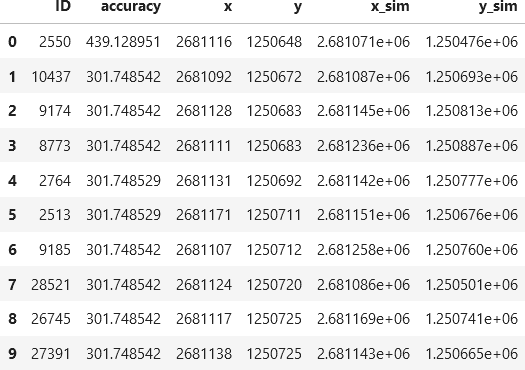 ID accuracy x y x_sim y_sim
0 2550 439.128951 2681116 1250648 2.681071e+06 1.250476e+06
1 10437 301.748542 2681092 1250672 2.681087e+06 1.250693e+06
2 9174 301.748542 2681128 1250683 2.681145e+06 1.250813e+06
3 8773 301.748542 2681111 1250683 2.681236e+06 1.250887e+06
4 2764 301.748529 2681131 1250692 2.681142e+06 1.250777e+06
5 2513 301.748529 2681171 1250711 2.681151e+06 1.250676e+06
6 9185 301.748542 2681107 1250712 2.681258e+06 1.250760e+06
7 28521 301.748542 2681124 1250720 2.681086e+06 1.250501e+06
8 26745 301.748542 2681117 1250725 2.681169e+06 1.250741e+06
9 27391 301.748542 2681138 1250725 2.681143e+06 1.250665e+06